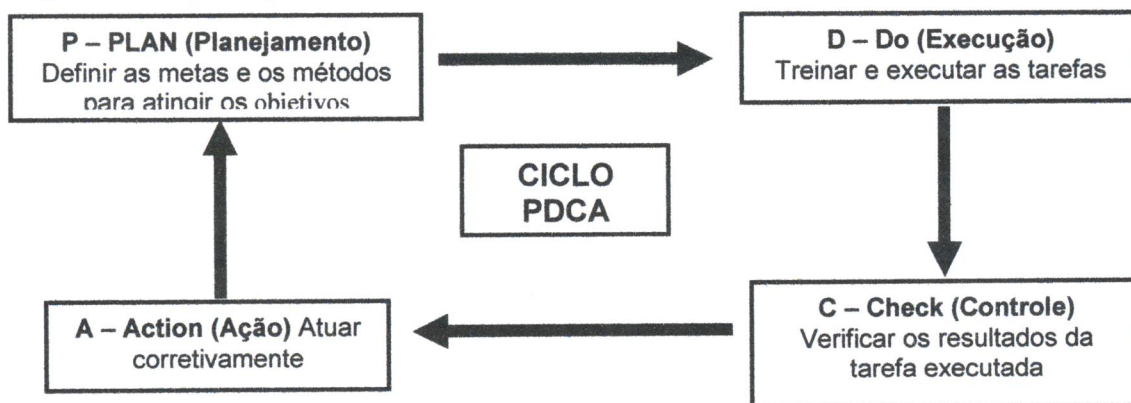 P – PLAN (Planejamento)
Definir as metas e os métodos
para atingir os objetivos
D – Do (Execução)
Treinar e executar as tarefas
CICLO
PDCA
A – Action (Ação) Atuar
corretivamente
C – Check (Controle)
Verificar os resultados da
tarefa executada